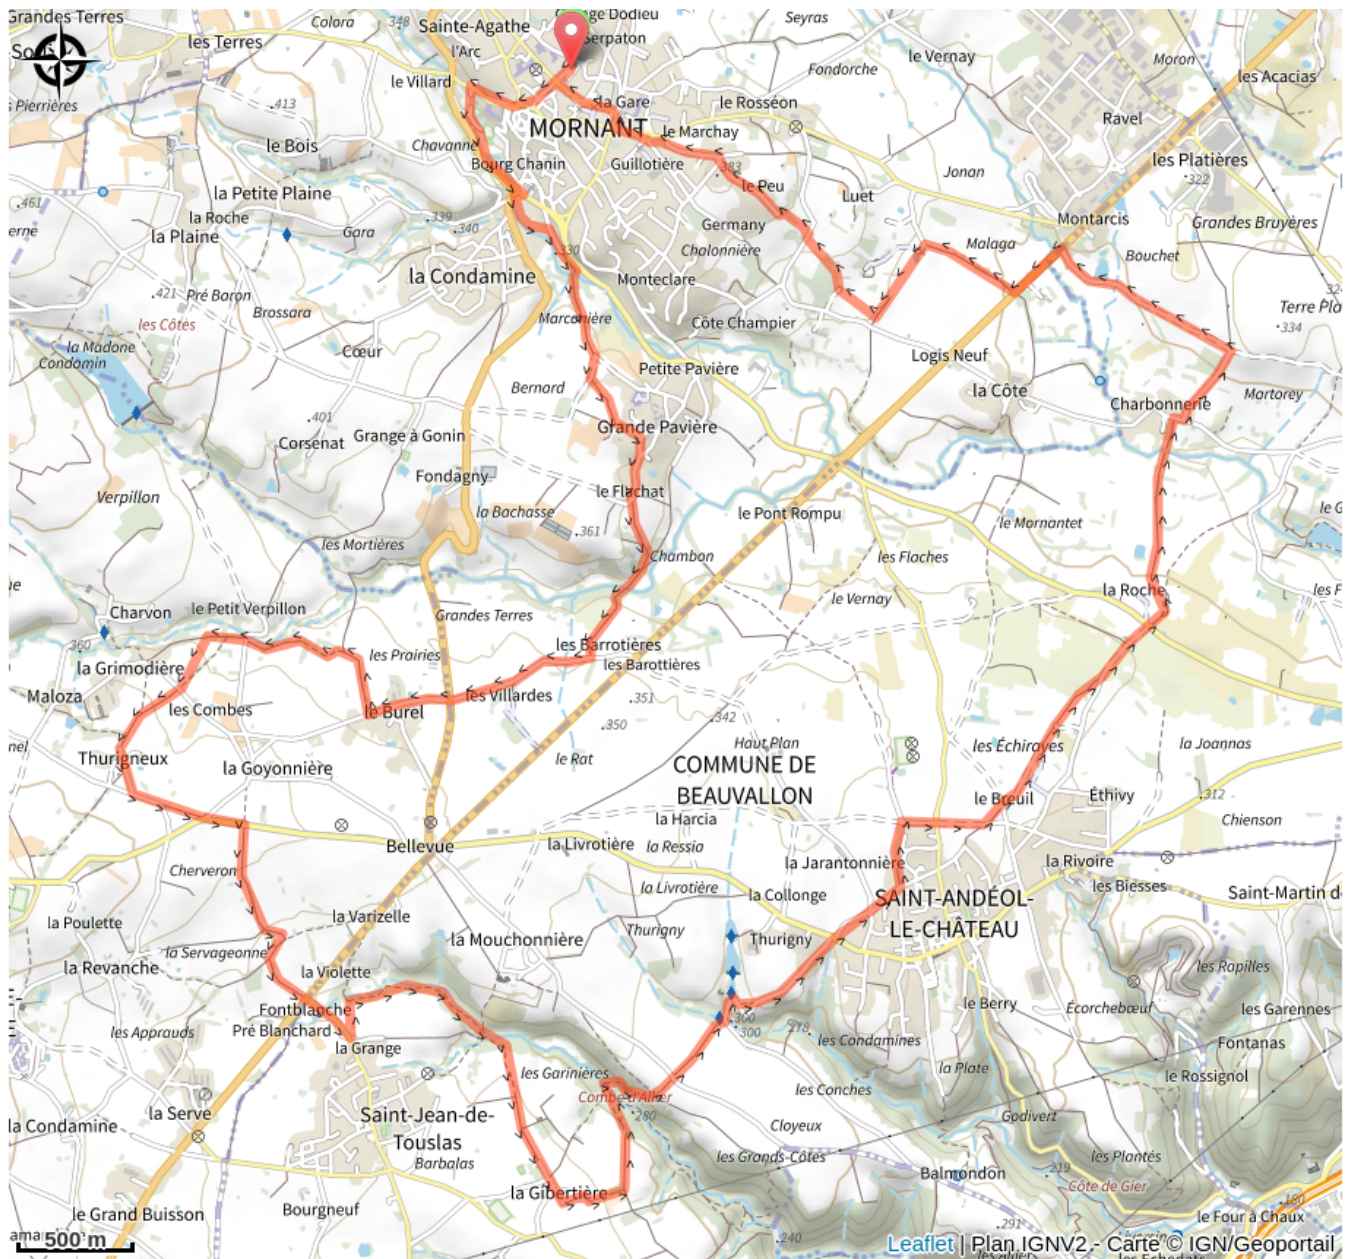 Grandes Terres
Colora
348
Sainte-Agathe
Dodieu
Serpaton
Seyras
les Terres
l'Arc
le Vernay
Moron
les Acacias
Fondorche
le Villard
Pierrières
.413
la Gare
le Rosséon
Ravel
MORNANT
le Marchay
Chavanne
le Bois
Bourg Chanin
Guillotière
.383
les Platières
Jonan
.322
la Petite Plaine
le Peu
Luet
.461
la Roche
.339
.340
Germany
Montarcis
Grandes Bruyères
la Plaine
Gara
.330
Chalonnière
Malaga
Bouchet
la Condamine
Monteclare
.421
Pré Baron
Brossara
Marconière
Côte Champier
Terre Pla
les Côtes
.334
la Madone
Condamin
Cœur
Logis Neuf
Petite Pavière
Bernard
la Côte
Mortorey
Charbonnerie
.401
Corsenat
Grange à Gonin
Grande Pavière
Fondagny
Verpillon
le Flachat
la Bachasse
le Pont Rompu
le Mornantet
.361
les Mortières
Chambon
les Flaches
Charvon
le Petit Verpillon
Grandes Terres
le Vernay
la Roche
les F
360
les Barrotières
la Grimodière
les Prairies
les Barottières
Maloza
les Combes
le Burel
les Villardes
.351
.350
.342
Thurigneux
la Goyonnière
le Rat
Haut Plan
les Échirayes
la Joannas
COMMUNE DE
BEAUVALLON
le Breuil
Éthivy
.312
la Harcia
Chienson
Bellevue
la Livrotière
la Ressia
la Jarantonnière
la Rivoire
Cherveron
la Livrotière
la Collonge
les Biesses
Saint-Martin d
SAINT-ANDÉOL-
LE-CHÂTEAU
la Poulette
la Varizelle
Thurigny
Thurigny
la Mouchonnière
la Servageonne
la Revanche
la Violette
les Rapilles
Fontblanche
le Berry
Écorchebœuf
les Garennes
Pré Blanchard
300
300
278
les Apprauds
la Grange
les Condamines
Fontanas
la Plate
les Garinières
le Rossignol
Combe d'Allier
les Conches
la Serve
.280
Saint-Jean-de-
Touslas
Godivert
la Condamine
Cloyeux
Barbalas
les Grands-Côtes
les Plantés
Balmondon
.219
la Gibertière
Côte de Gier
.180
le Grand Buisson
Bourgneuf
.291
le Four à Chaux
.240
500 m
Leaflet | Plan IGNV2 - Carte © IGN/Geoportail